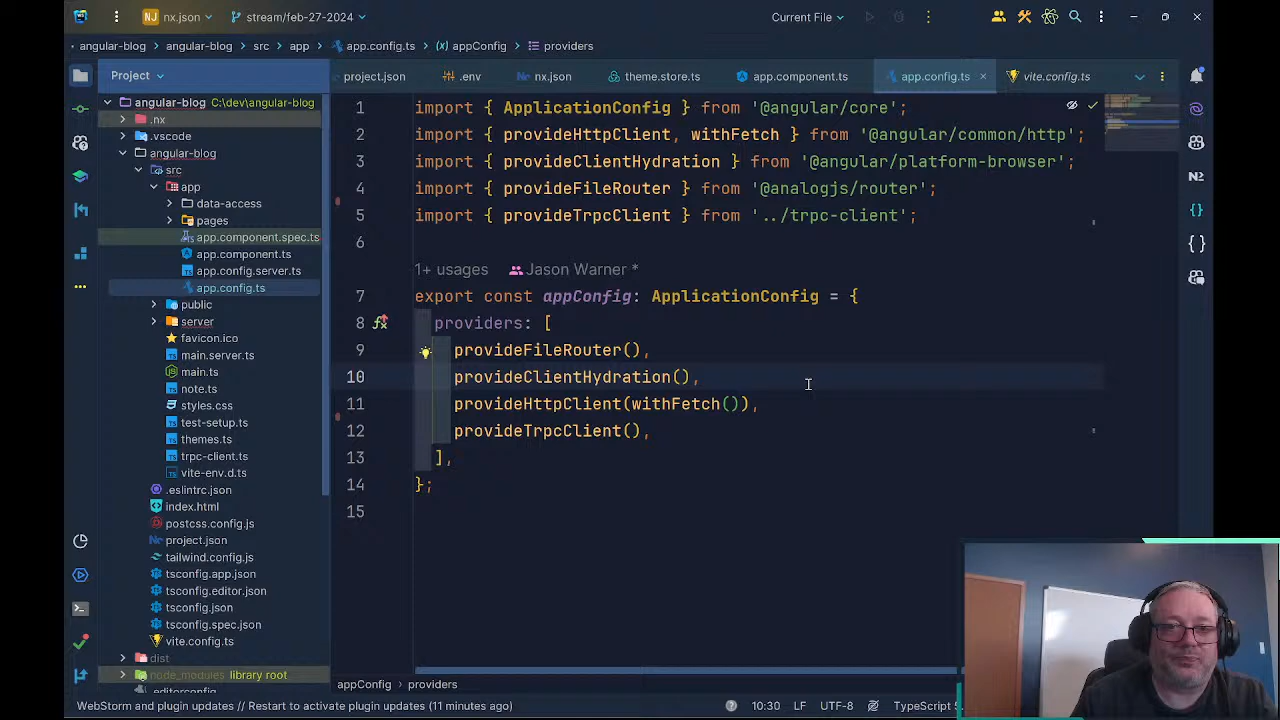 NJ nx.json stream/feb-27-2024 Current File
angular-blog angular-blog src app app.config.ts (x) appConfig providers
Project project.json .env nx.json theme.store.ts app.component.ts app.config.ts vite.config.ts
angular-blog C:\dev\angular-blog
.nx
.vscode
angular-blog
src
app
data-access
pages
app.component.spec.ts
app.component.ts
app.config.server.ts
app.config.ts
public
server
favicon.ico
main.server.ts
main.ts
note.ts
styles.css
test-setup.ts
themes.ts
trpc-client.ts
vite-env.d.ts
.eslintrc.json
index.html
postcss.config.js
project.json
tailwind.config.js
tsconfig.app.json
tsconfig.editor.json
tsconfig.json
tsconfig.spec.json
vite.config.ts
dist
node_modules library root
.editorconfig
1 import { ApplicationConfig } from '@angular/core';
2 import { provideHttpClient, withFetch } from '@angular/common/http';
3 import { provideClientHydration } from '@angular/platform-browser';
4 import { provideFileRouter } from '@analogjs/router';
5 import { provideTrpcClient } from '../trpc-client';
6
1+ usages Jason Warner *
7 export const appConfig: ApplicationConfig = {
8 providers: [
9 provideFileRouter(),
10 provideClientHydration(),
11 provideHttpClient(withFetch()),
12 provideTrpcClient(),
13 ],
14 };
15
N2
appConfig providers
WebStorm and plugin updates // Restart to activate plugin updates (11 minutes ago) 10:30 LF UTF-8 TypeScript 5.